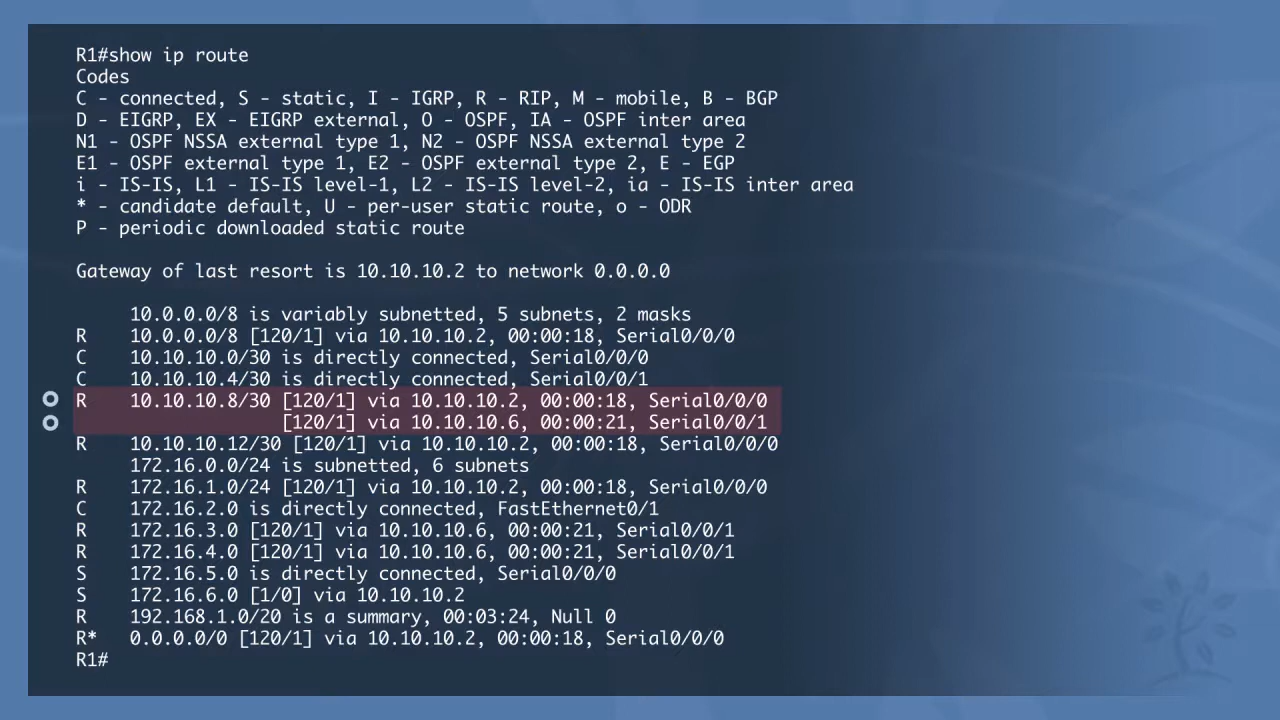 R1#show ip route
Codes
C - connected, S - static, I - IGRP, R - RIP, M - mobile, B - BGP
D - EIGRP, EX - EIGRP external, O - OSPF, IA - OSPF inter area
N1 - OSPF NSSA external type 1, N2 - OSPF NSSA external type 2
E1 - OSPF external type 1, E2 - OSPF external type 2, E - EGP
i - IS-IS, L1 - IS-IS level-1, L2 - IS-IS level-2, ia - IS-IS inter area
* - candidate default, U - per-user static route, o - ODR
P - periodic downloaded static route
Gateway of last resort is 10.10.10.2 to network 0.0.0.0
10.0.0.0/8 is variably subnetted, 5 subnets, 2 masks
R 10.0.0.0/8 [120/1] via 10.10.10.2, 00:00:18, Serial0/0/0
C 10.10.10.0/30 is directly connected, Serial0/0/0
C 10.10.10.4/30 is directly connected, Serial0/0/1
R 10.10.10.8/30 [120/1] via 10.10.10.2, 00:00:18, Serial0/0/0
[120/1] via 10.10.10.6, 00:00:21, Serial0/0/1
R 10.10.10.12/30 [120/1] via 10.10.10.2, 00:00:18, Serial0/0/0
172.16.0.0/24 is subnetted, 6 subnets
R 172.16.1.0/24 [120/1] via 10.10.10.2, 00:00:18, Serial0/0/0
C 172.16.2.0 is directly connected, FastEthernet0/1
R 172.16.3.0 [120/1] via 10.10.10.6, 00:00:21, Serial0/0/1
R 172.16.4.0 [120/1] via 10.10.10.6, 00:00:21, Serial0/0/1
S 172.16.5.0 is directly connected, Serial0/0/0
S 172.16.6.0 [1/0] via 10.10.10.2
R 192.168.1.0/20 is a summary, 00:03:24, Null 0
R* 0.0.0.0/0 [120/1] via 10.10.10.2, 00:00:18, Serial0/0/0
R1#